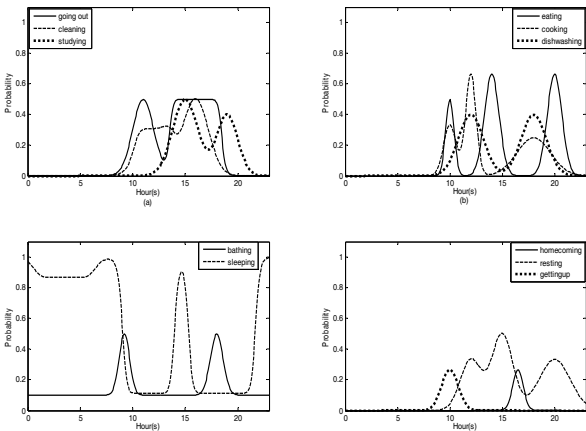 going out
cleaning
studying
Probability
1
0.8
0.6
0.4
0.2
0
0 5 10 15 20
Hour(s)
(a)
eating
cooking
dishwashing
Probability
1
0.8
0.6
0.4
0.2
0
0 5 10 15 20
Hour(s)
(b)
bathing
sleeping
Probability
1
0.8
0.6
0.4
0.2
0
0 5 10 15 20
Hour(s)
homecoming
resting
gettingup
Probability
1
0.8
0.6
0.4
0.2
0
0 5 10 15 20
Hour(s)